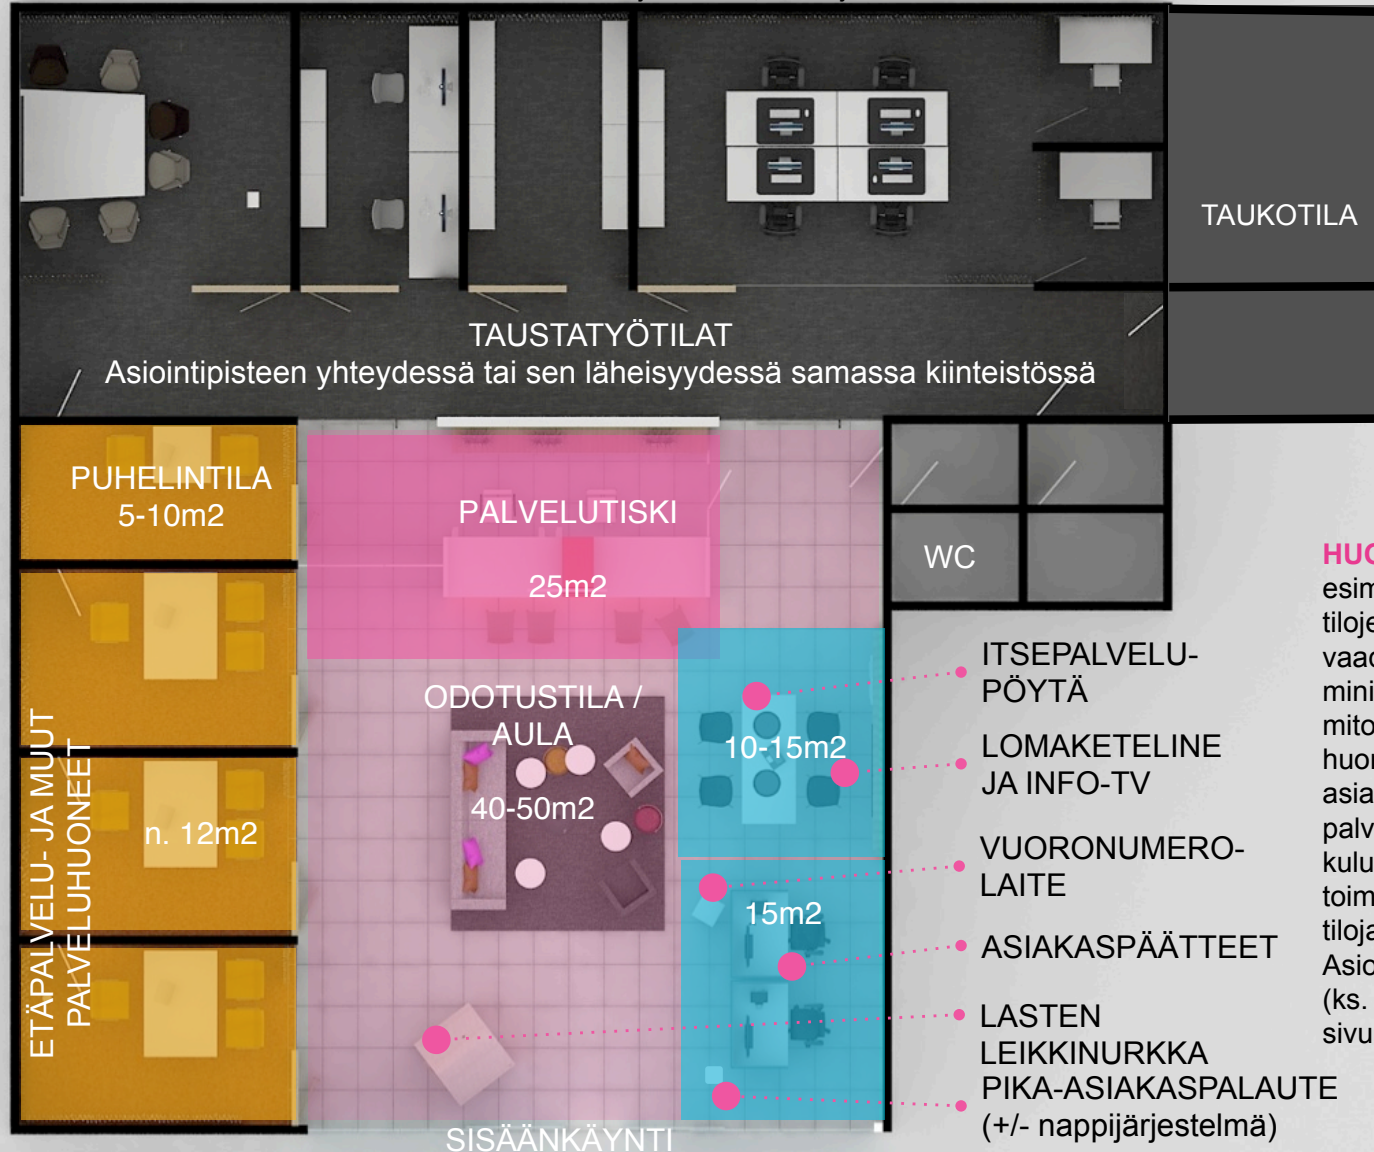 TAUKOTILA
TAUSTATYÖTILAT
Asiointipisteen yhteydessä tai sen läheisyydessä samassa kiinteistössä
PUHELINTILA
5-10m2
PALVELUTISKI
25m2
WC
ODOTUSTILA /
AULA
40-50m2
10-15m2
15m2
n. 12m2
ETÄPALVELU- JA MUUT
PALVELUHUONEET
SISÄÄNKÄYNTI
ITSEPALVELU-
PÖYTÄ
LOMAKETELINE
JA INFO-TV
VUORONUMERO-
LAITE
ASIAKASPÄÄTTEET
LASTEN
LEIKKINURKKA
PIKA-ASIAKASPALAUTE
(+/- nappijärjestelmä)
(ks.